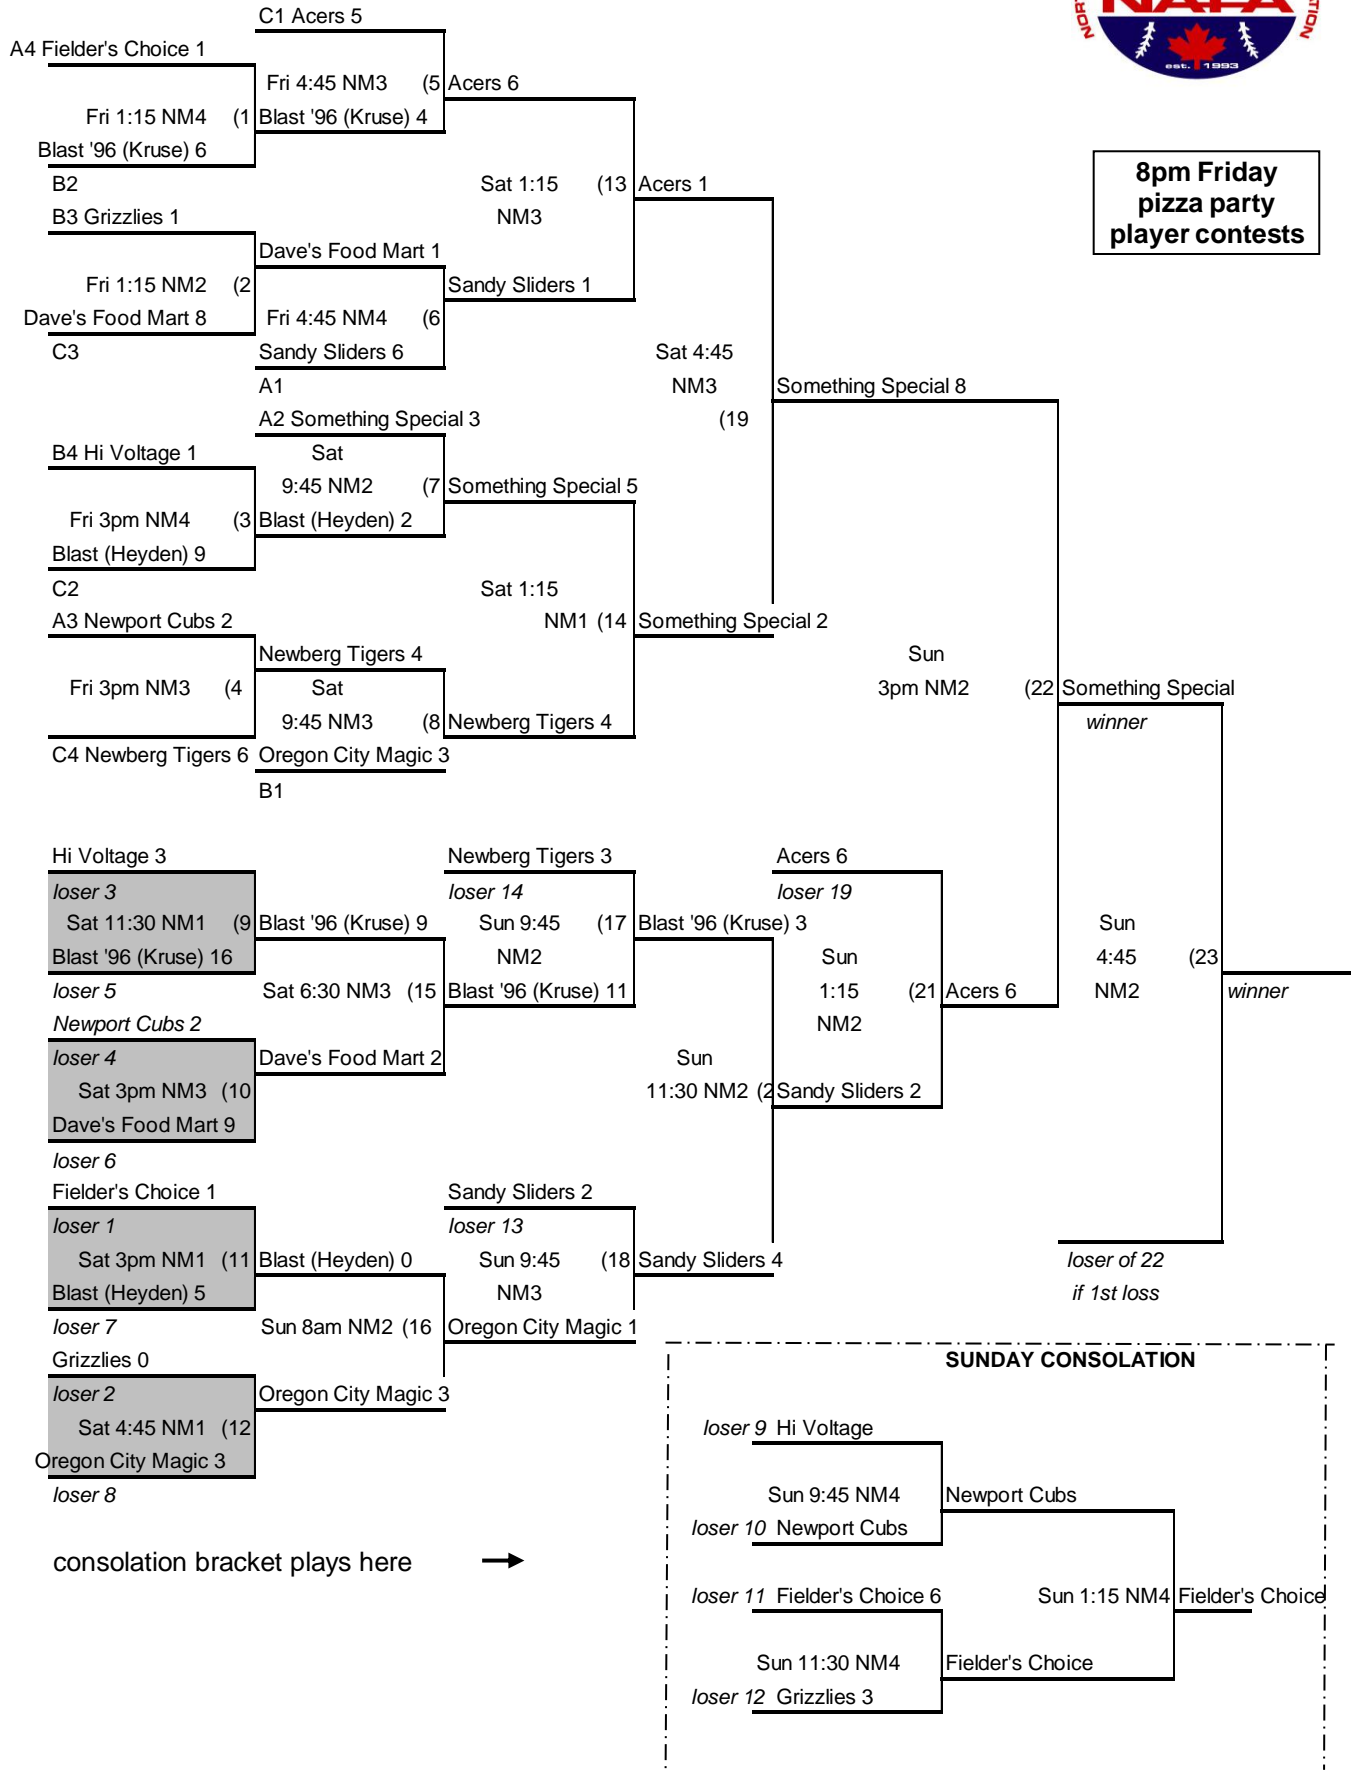 C1 Acers 5
A4 Fielder's Choice 1
Fri 4:45 NM3 (5 Acers 6
Fri 1:15 NM4 (1 Blast '96 (Kruse) 4
Blast '96 (Kruse) 6
B2
Sat 1:15 (13 Acers 1
B3 Grizzlies 1
NM3
Dave's Food Mart 1
Fri 1:15 NM2 (2
Sandy Sliders 1
Dave's Food Mart 8
Fri 4:45 NM4 (6
C3
Sandy Sliders 6
Sat 4:45
A1
NM3
Something Special 8
A2 Something Special 3
(19
B4 Hi Voltage 1
Sat
9:45 NM2 (7 Something Special 5
Fri 3pm NM4 (3 Blast (Heyden) 2
Blast (Heyden) 9
C2
Sat 1:15
A3 Newport Cubs 2
NM1 (14 Something Special 2
Newberg Tigers 4
Sun
Fri 3pm NM3 (4
Sat
3pm NM2 (22 Something Special
9:45 NM3 (8 Newberg Tigers 4
winner
C4 Newberg Tigers 6
Oregon City Magic 3
B1
NORT
NAFA
TION
est. 1993
8pm Friday
pizza party
player contests
Hi Voltage 3
Newberg Tigers 3
Acers 6
loser 3
loser 14
loser 19
Sat 11:30 NM1 (9 Blast '96 (Kruse) 9
Sun 9:45 (17 Blast '96 (Kruse) 3
Sun
Blast '96 (Kruse) 16
NM2
Sun
4:45 (23
loser 5
Sat 6:30 NM3 (15 Blast '96 (Kruse) 11
1:15 (21 Acers 6
NM2
winner
Newport Cubs 2
NM2
loser 4
Dave's Food Mart 2
Sun
Sat 3pm NM3 (10
11:30 NM2 (2 Sandy Sliders 2
Dave's Food Mart 9
loser 6
Fielder's Choice 1
Sandy Sliders 2
loser 1
loser 13
Sat 3pm NM1 (11 Blast (Heyden) 0
Sun 9:45 (18 Sandy Sliders 4
loser of 22
Blast (Heyden) 5
NM3
if 1st loss
loser 7
Sun 8am NM2 (16 Oregon City Magic 1
Grizzlies 0
loser 2
Oregon City Magic 3
Sat 4:45 NM1 (12
Oregon City Magic 3
loser 8
consolation bracket plays here
SUNDAY CONSOLATION
loser 9 Hi Voltage
Sun 9:45 NM4 Newport Cubs
loser 10 Newport Cubs
loser 11 Fielder's Choice 6
Sun 1:15 NM4 Fielder's Choice
Sun 11:30 NM4 Fielder's Choice
loser 12 Grizzlies 3